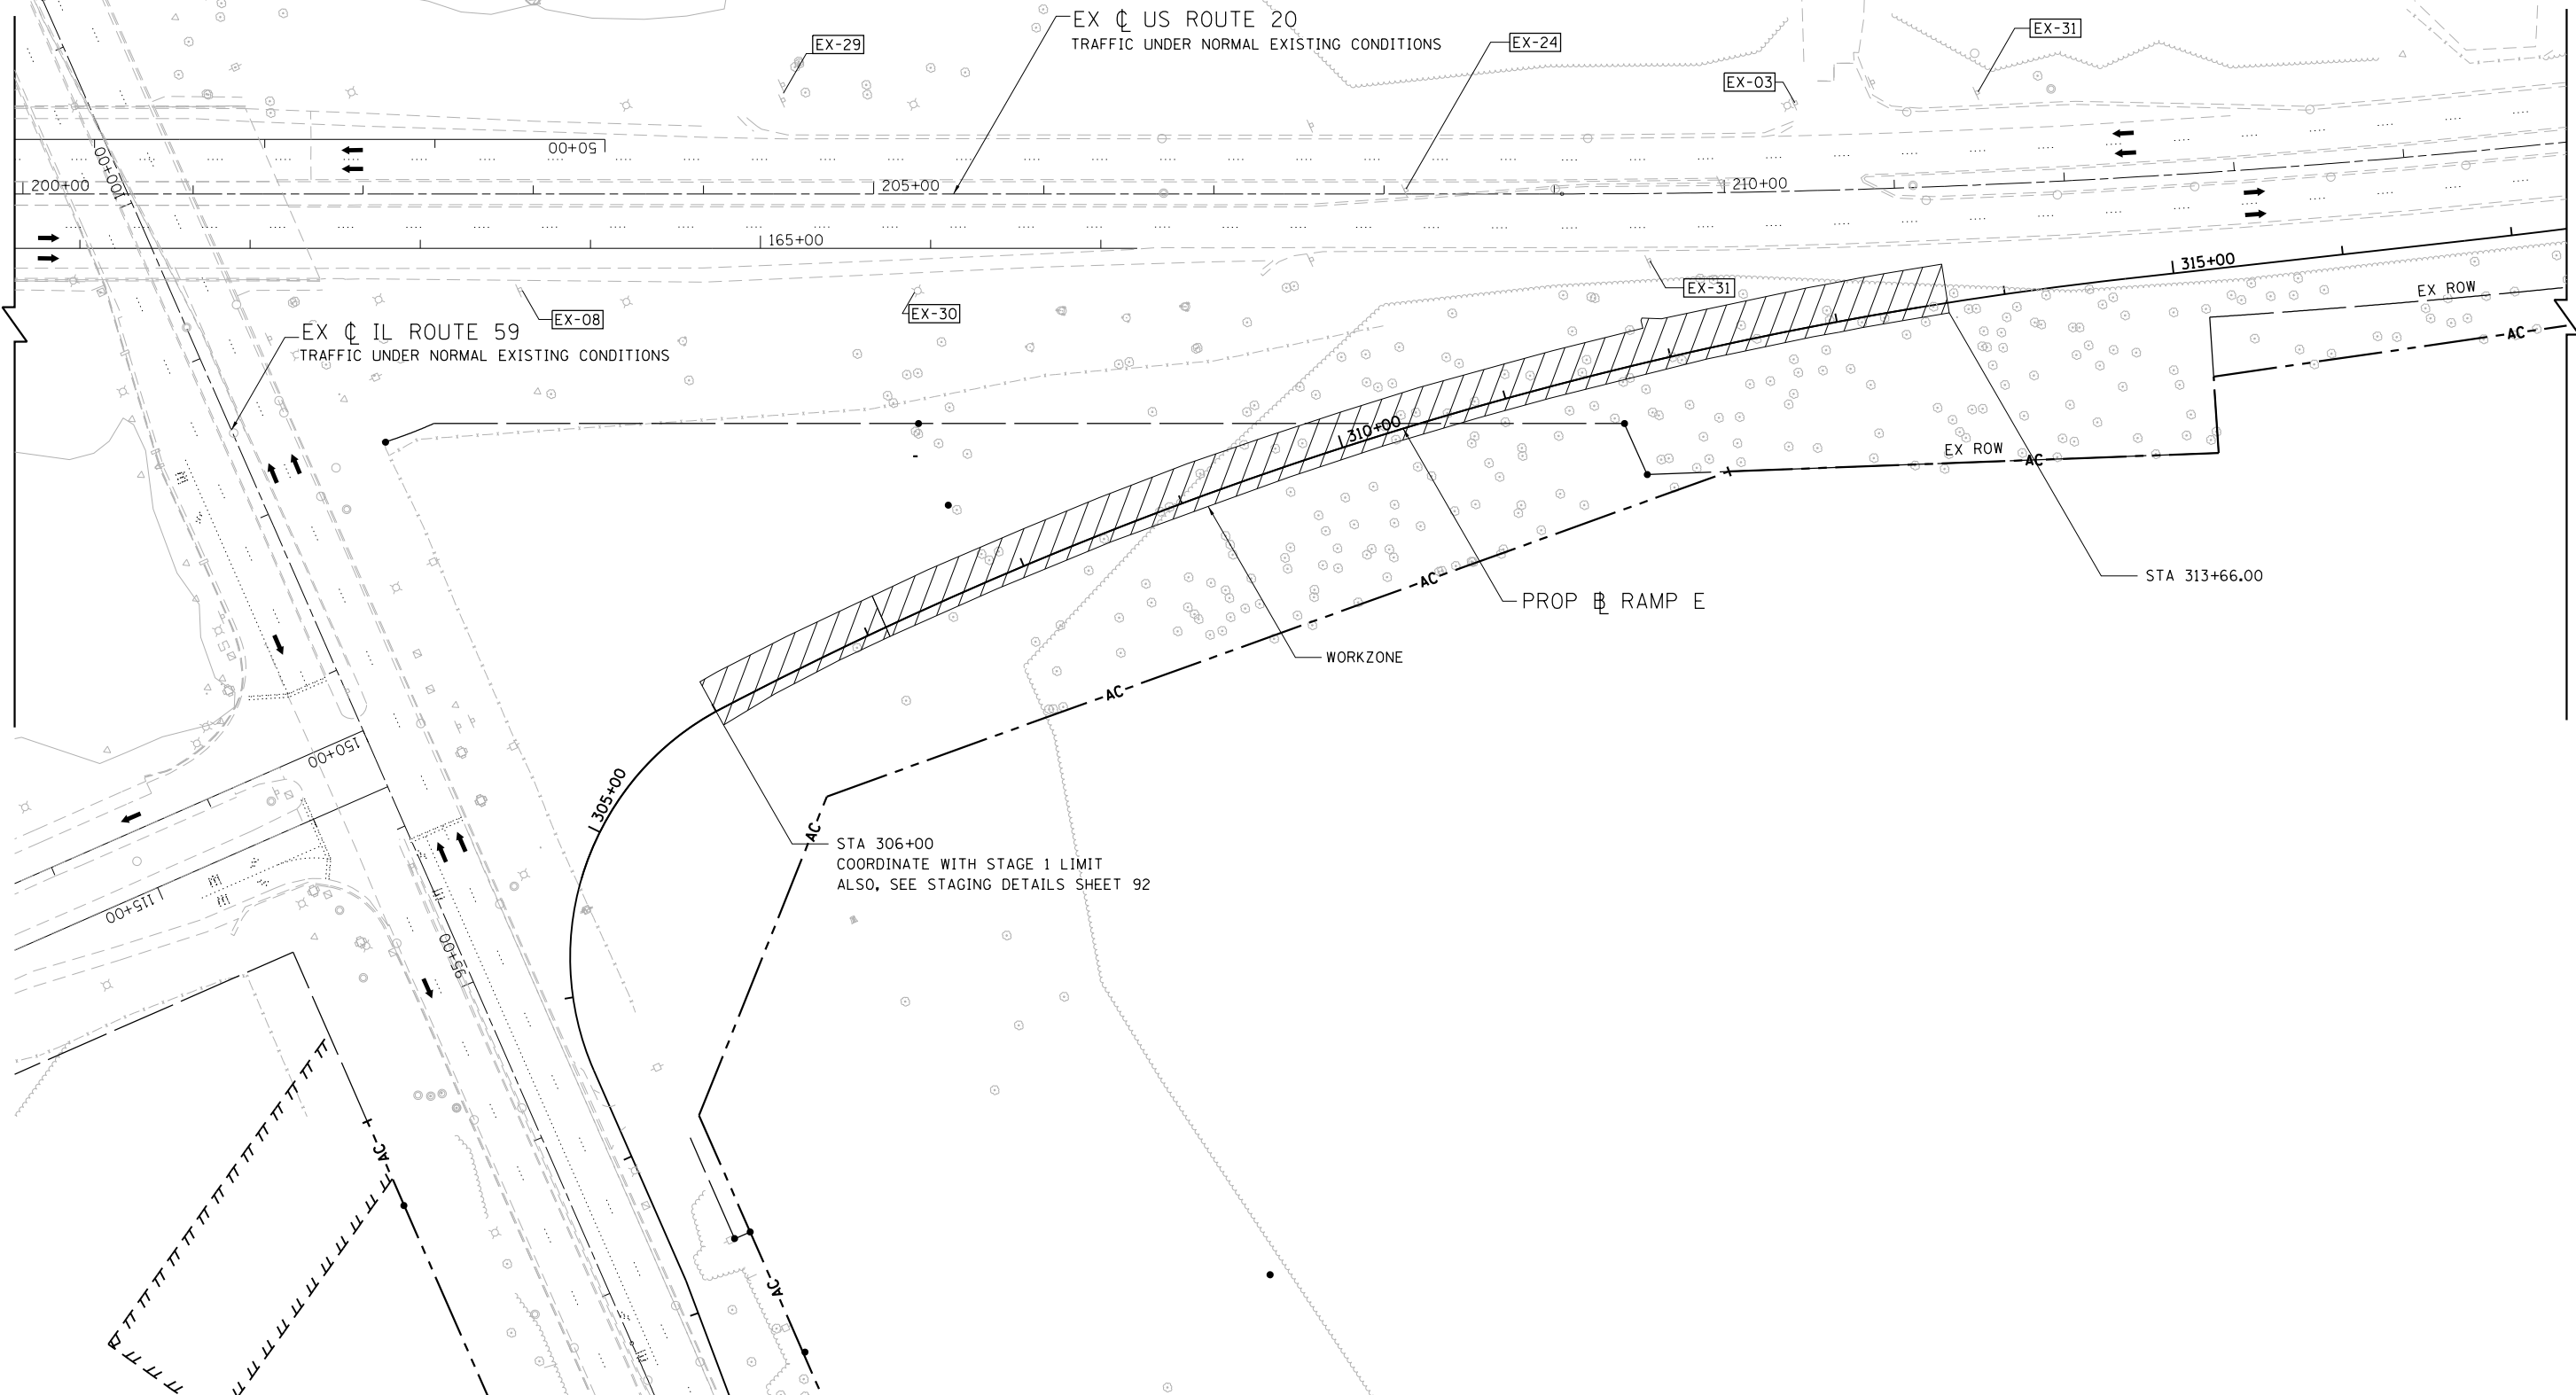 EX ℄ US ROUTE 20
TRAFFIC UNDER NORMAL EXISTING CONDITIONS
EX-29
EX-24
EX-31
EX-03
50+00
100+00
200+00
205+00
210+00
165+00
315+00
EX-31
EX ROW
EX-08
EX-30
EX ℄ IL ROUTE 59
TRAFFIC UNDER NORMAL EXISTING CONDITIONS
AC
310+00
EX ROW
AC
STA 313+66.00
AC
PROP BL RAMP E
WORKZONE
AC
150+00
305+00
AC
STA 306+00
COORDINATE WITH STAGE 1 LIMIT
ALSO, SEE STAGING DETAILS SHEET 92
115+00
95+00
AC
AC